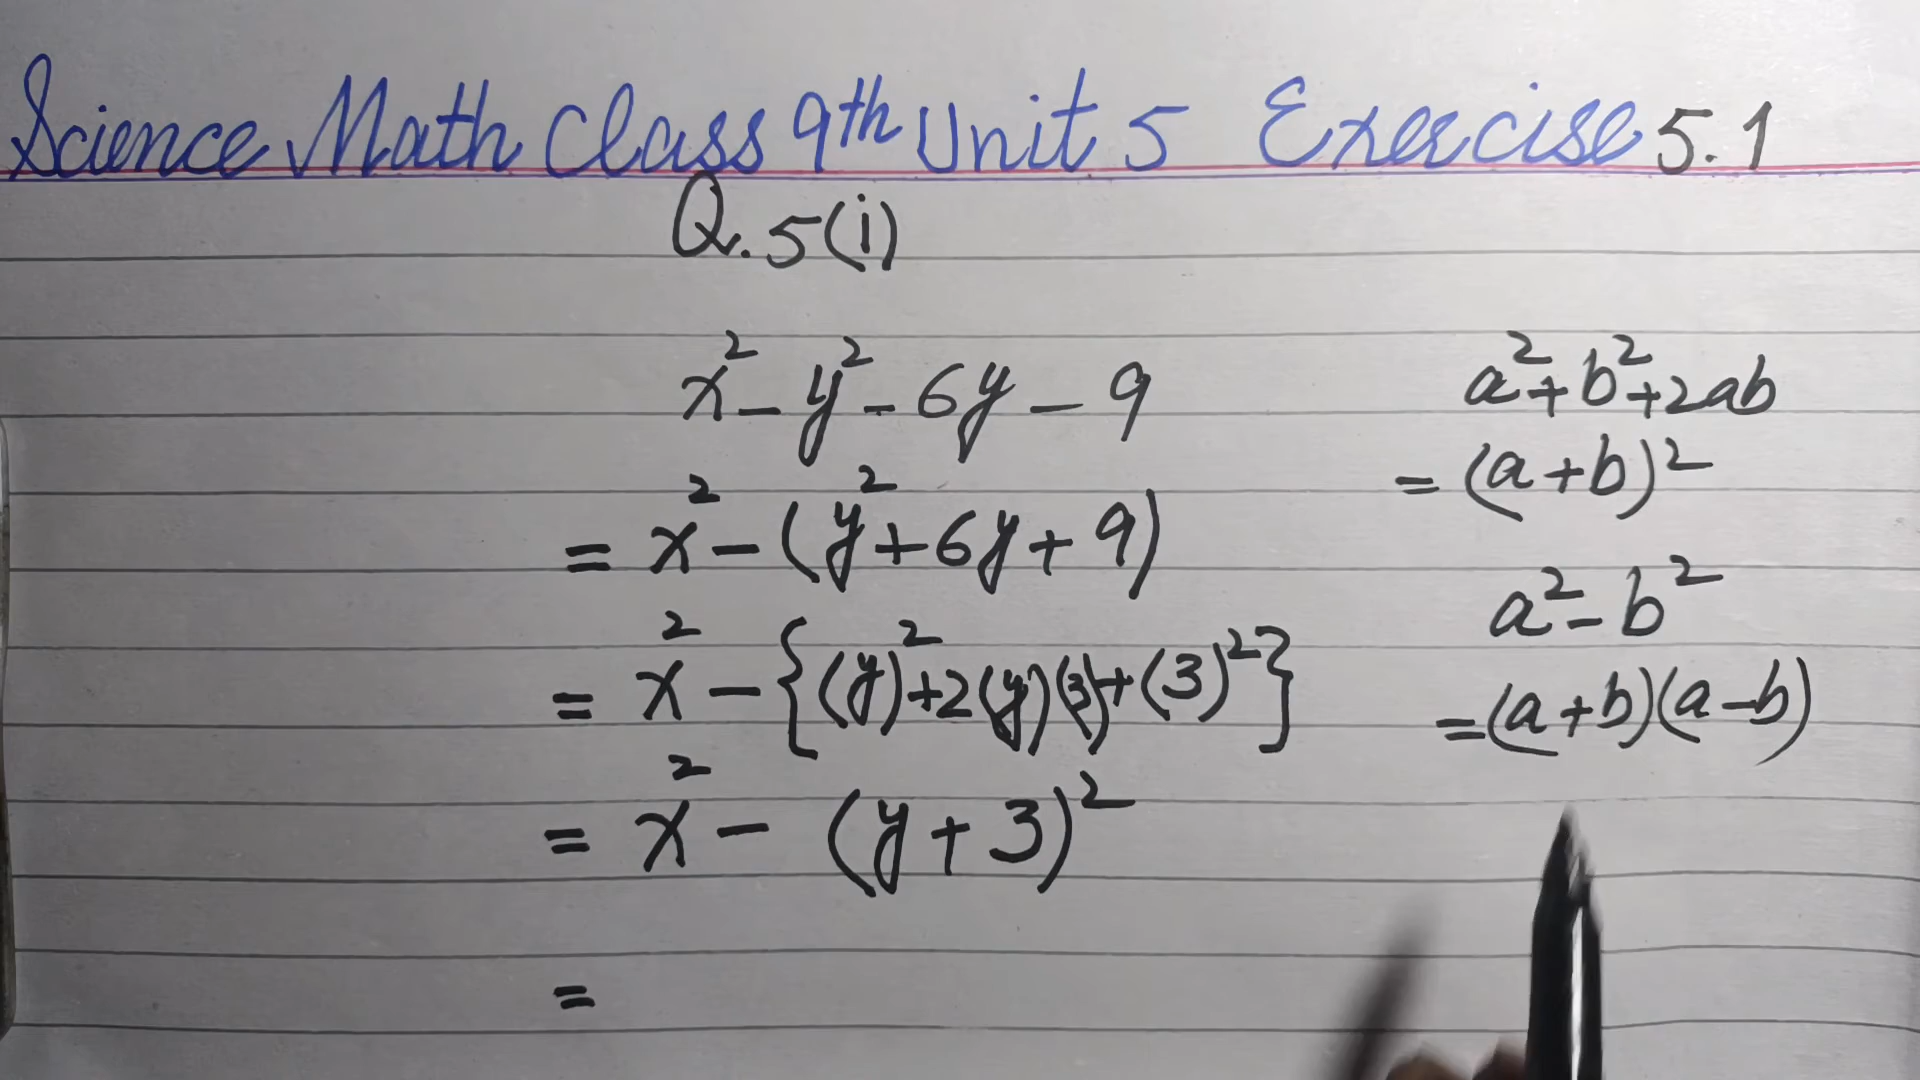 Science Math Class 9th Unit 5 Exercise 5.1
Q.5(i)
x² - y² - 6y - 9
= x² - (y² + 6y + 9)
= x² - {(y)² + 2(y)(3) + (3)²}
= x² - (y + 3)²
=
a² + b² + 2ab
= (a + b)²
a² - b²
= (a + b)(a - b)